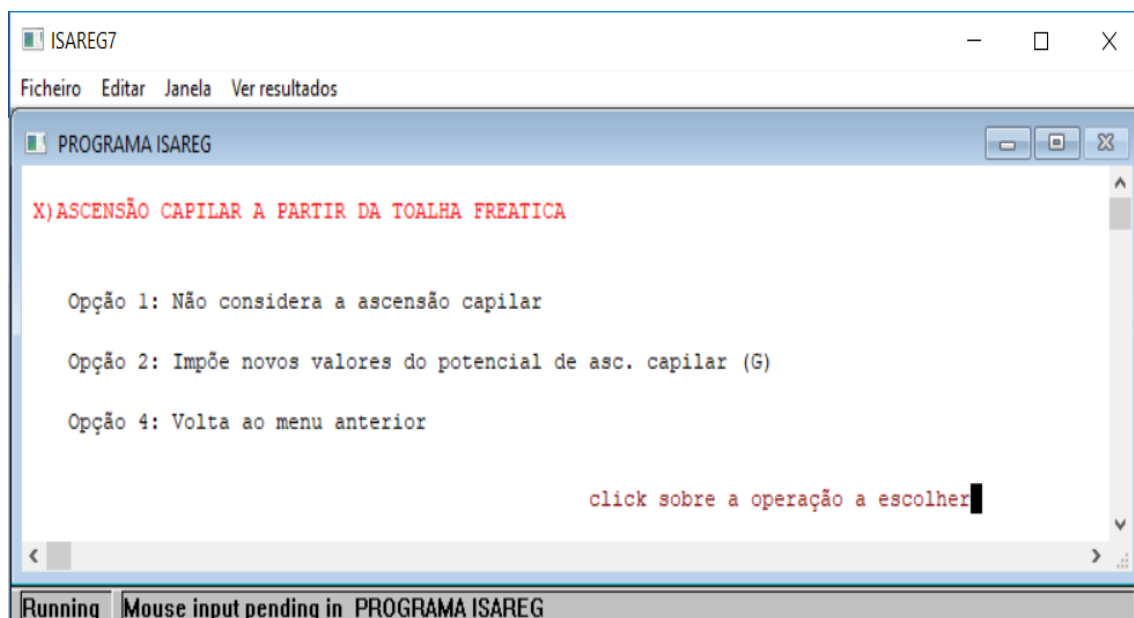 ISAREG7
Ficheiro Editar Janela Ver resultados
PROGRAMA ISAREG
X)ASCENSÃO CAPILAR A PARTIR DA TOALHA FREATICA
Opção 1: Não considera a ascensão capilar
Opção 2: Impõe novos valores do potencial de asc. capilar (G)
Opção 4: Volta ao menu anterior
click sobre a operação a escolher
Running Mouse input pending in PROGRAMA ISAREG